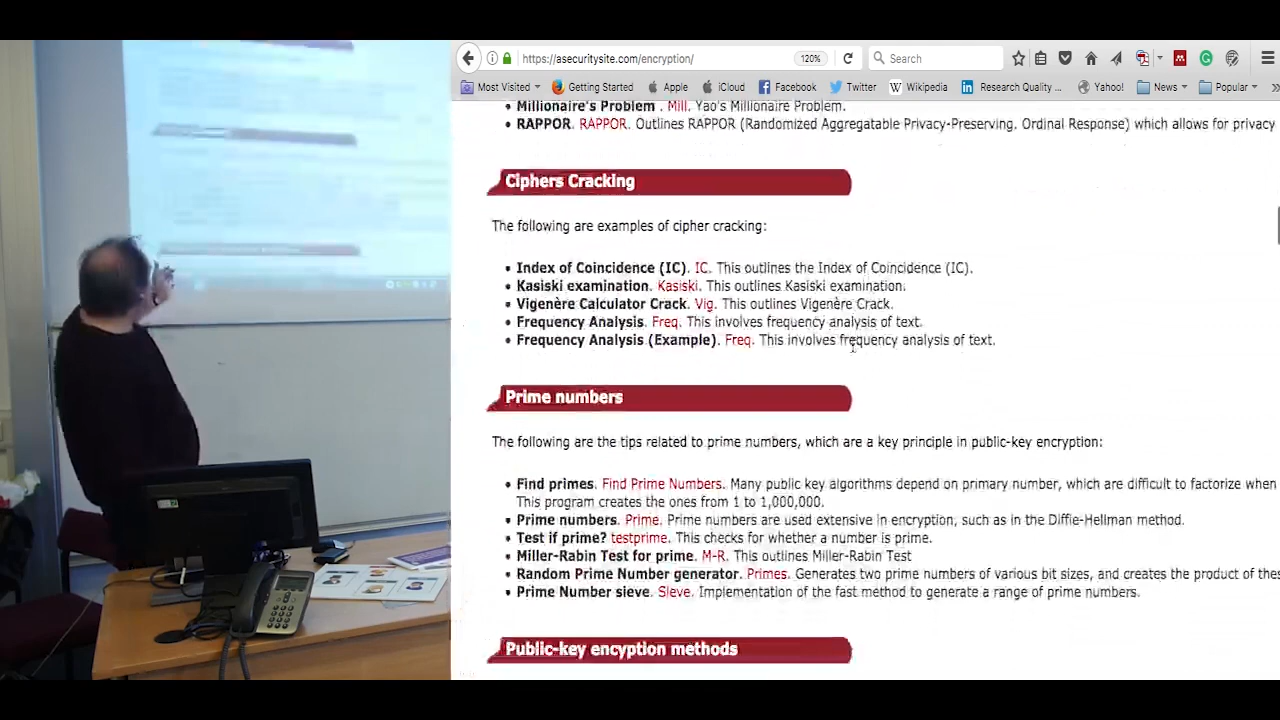 https://asecuritysite.com/encryption/
120%
Search
Most Visited
Getting Started
Apple
iCloud
Facebook
Twitter
Wikipedia
Research Quality ...
Yahoo!
News
Popular
• Millionaire's Problem . Mill. Yao's Millionaire Problem.
• RAPPOR. RAPPOR. Outlines RAPPOR (Randomized Aggregatable Privacy-Preserving. Ordinal Response) which allows for privacy
Ciphers Cracking
The following are examples of cipher cracking:
• Index of Coincidence (IC). IC. This outlines the Index of Coincidence (IC).
• Kasiski examination. Kasiski. This outlines Kasiski examination.
• Vigenère Calculator Crack. Vig. This outlines Vigenère Crack.
• Frequency Analysis. Freq. This involves frequency analysis of text.
• Frequency Analysis (Example). Freq. This involves frequency analysis of text.
Prime numbers
The following are the tips related to prime numbers, which are a key principle in public-key encryption:
• Find primes. Find Prime Numbers. Many public key algorithms depend on primary number, which are difficult to factorize when
This program creates the ones from 1 to 1,000,000.
• Prime numbers. Prime. Prime numbers are used extensive in encryption, such as in the Diffie-Hellman method.
• Test if prime? testprime. This checks for whether a number is prime.
• Miller-Rabin Test for prime. M-R. This outlines Miller-Rabin Test
• Random Prime Number generator. Primes. Generates two prime numbers of various bit sizes, and creates the product of thes
• Prime Number sieve. Sieve. Implementation of the fast method to generate a range of prime numbers.
Public-key encyption methods